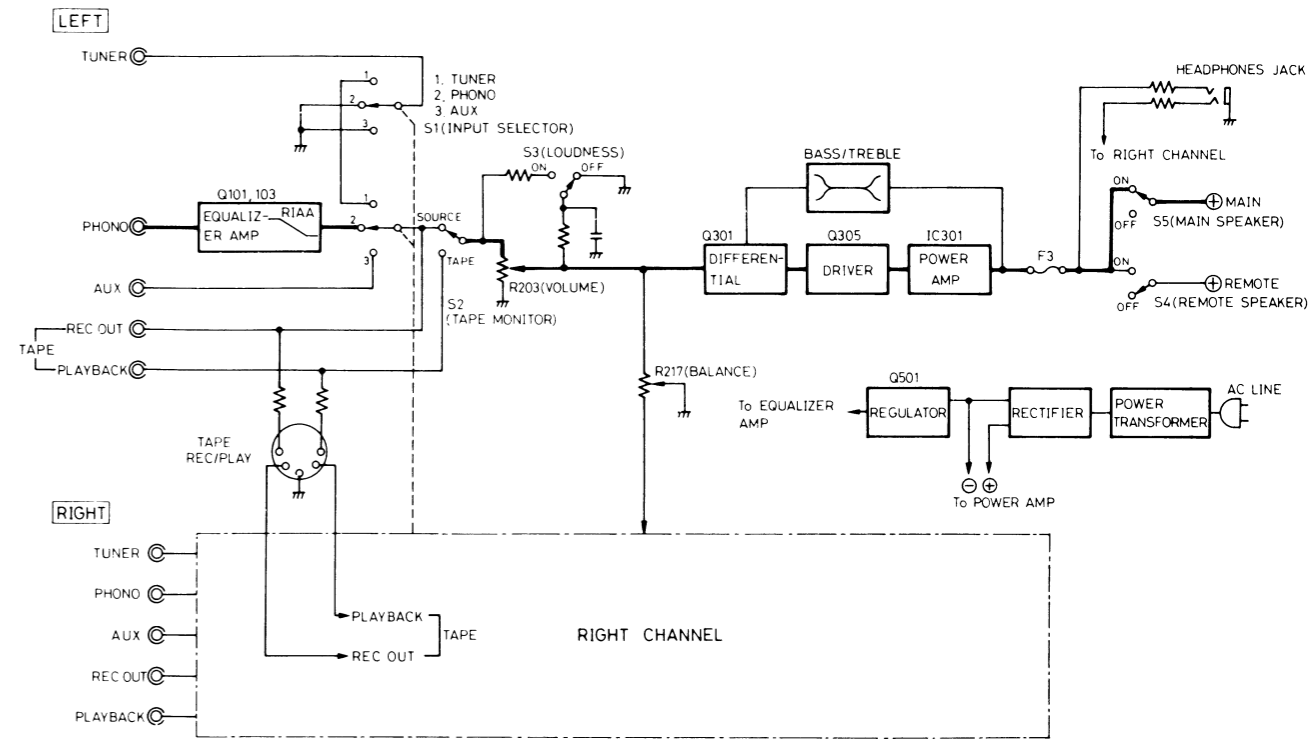 LEFT
TUNER
1
1. TUNER
2
2. PHONO
3. AUX
3
S1(INPUT SELECTOR)
S3(LOUDNESS)
ON
OFF
HEADPHONES JACK
To RIGHT CHANNEL
BASS/TREBLE
Q101, 103
PHONO
EQUALIZ-
ER AMP
RIAA
1
2
3
SOURCE
TAPE
S2
(TAPE MONITOR)
R203(VOLUME)
Q301
DIFFEREN-
TIAL
Q305
DRIVER
IC301
POWER
AMP
F3
ON
OFF
MAIN
S5(MAIN SPEAKER)
ON
OFF
REMOTE
S4(REMOTE SPEAKER)
AUX
REC OUT
TAPE
PLAYBACK
R217(BALANCE)
To EQUALIZER
AMP
Q501
REGULATOR
RECTIFIER
POWER
TRANSFORMER
AC LINE
⊖ ⊕
To POWER AMP
TAPE
REC/PLAY
RIGHT
TUNER
PHONO
AUX
REC OUT
PLAYBACK
PLAYBACK
TAPE
REC OUT
RIGHT CHANNEL